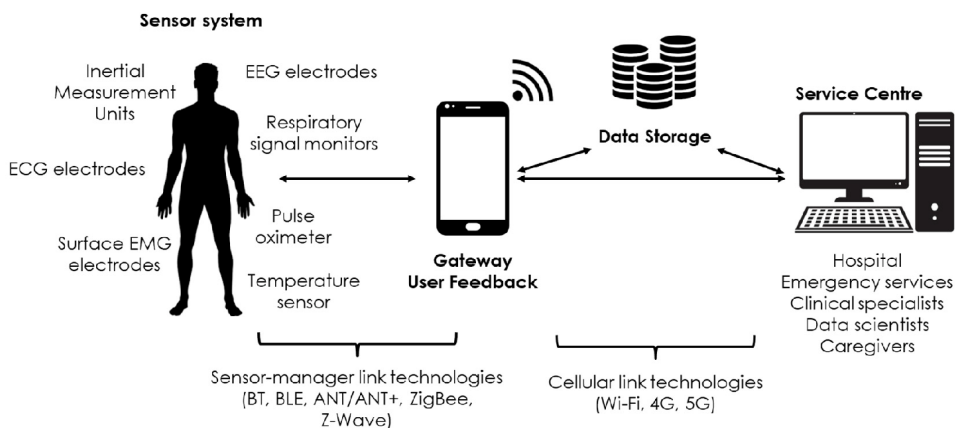 Sensor system
Inertial
Measurement
Units
EEG electrodes
Respiratory
signal monitors
ECG electrodes
Pulse
oximeter
Surface EMG
electrodes
Temperature
sensor
Gateway
User Feedback
Data Storage
Service Centre
Hospital
Emergency services
Clinical specialists
Data scientists
Caregivers
Sensor-manager link technologies
(BT, BLE, ANT/ANT+, ZigBee,
Z-Wave)
Cellular link technologies
(Wi-Fi, 4G, 5G)